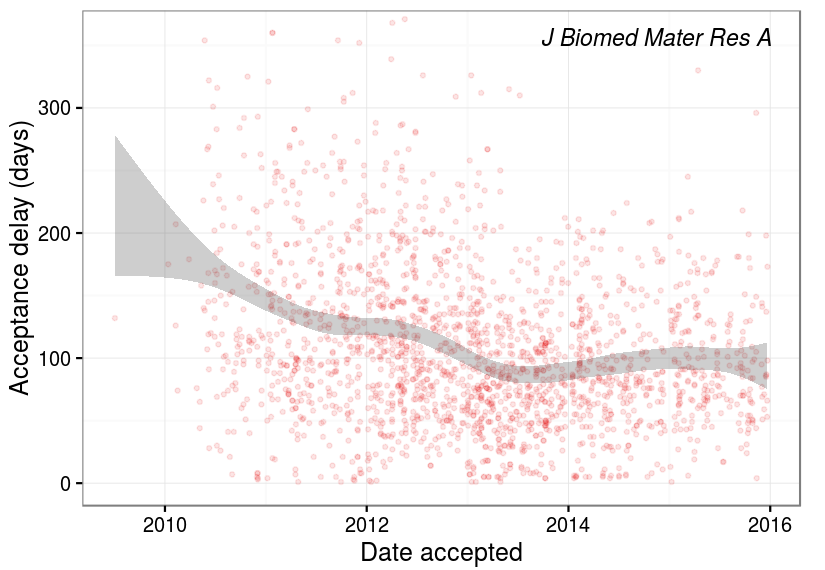 J Biomed Mater Res A
Acceptance delay (days)
300
200
100
0
2010 2012 2014 2016
Date accepted